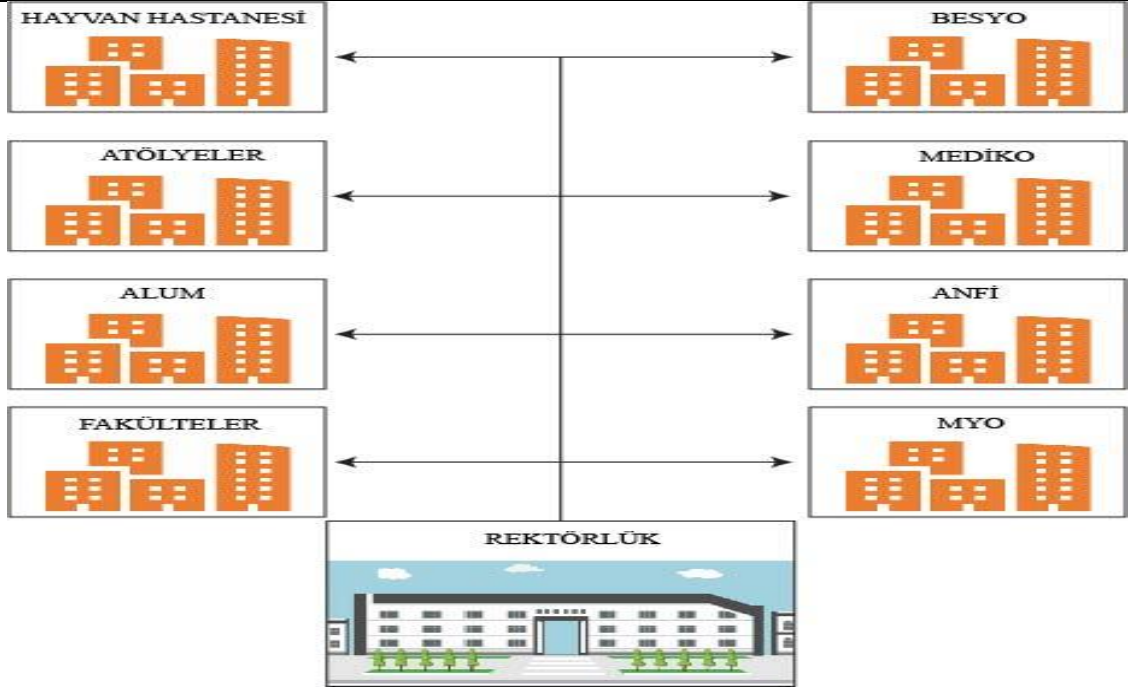 HAYVAN HASTANESİ
BESYO
ATÖLYELER
MEDİKO
ALUM
ANFİ
FAKÜLTELER
MYO
REKTÖRLÜK